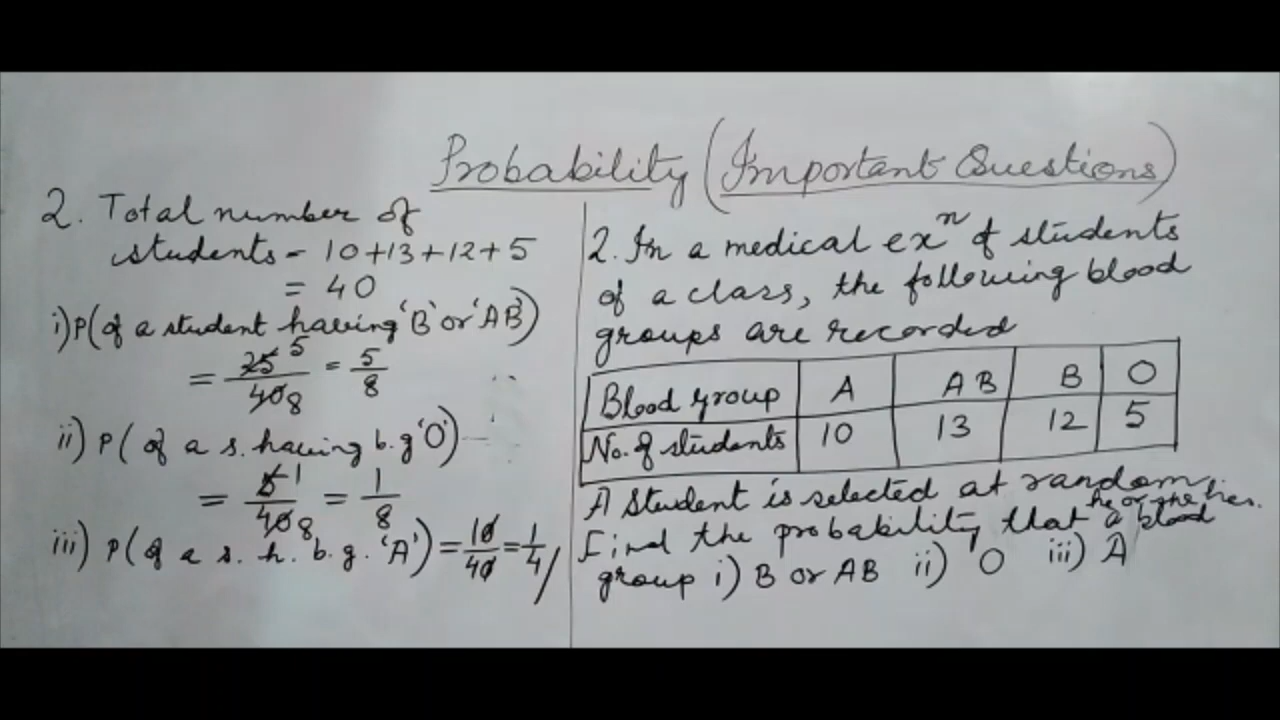 Probability (Important Questions)
2. Total number of
students = 10+13+12+5
= 40
i) P(of a student having 'B' or 'AB')
= 25 5 / 40 8 = 5/8
ii) P( of a s. having b.g 'O')
= 5 1 / 40 8 = 1/8
iii) P(of a s. h. b. g. 'A') = 10/40 = 1/4 /
2. In a medical exⁿ of students
of a class, the following blood
groups are recorded
Blood group A AB B O
No. of students 10 13 12 5
A student is selected at random.
he or she has
Find the probability that a blood
group i) B or AB ii) 'O iii) A